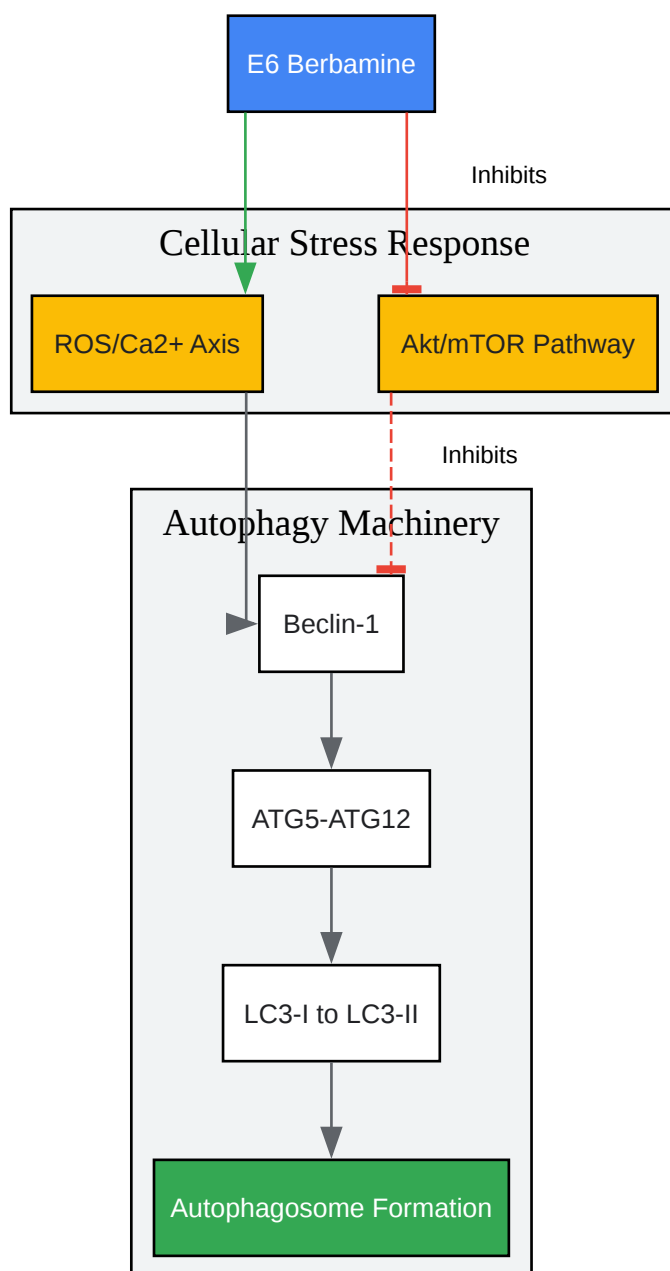 E6 Berbamine
Inhibits
Cellular Stress Response
ROS/Ca2+ Axis
Akt/mTOR Pathway
Inhibits
Autophagy Machinery
Beclin-1
ATG5-ATG12
LC3-I to LC3-II
Autophagosome Formation